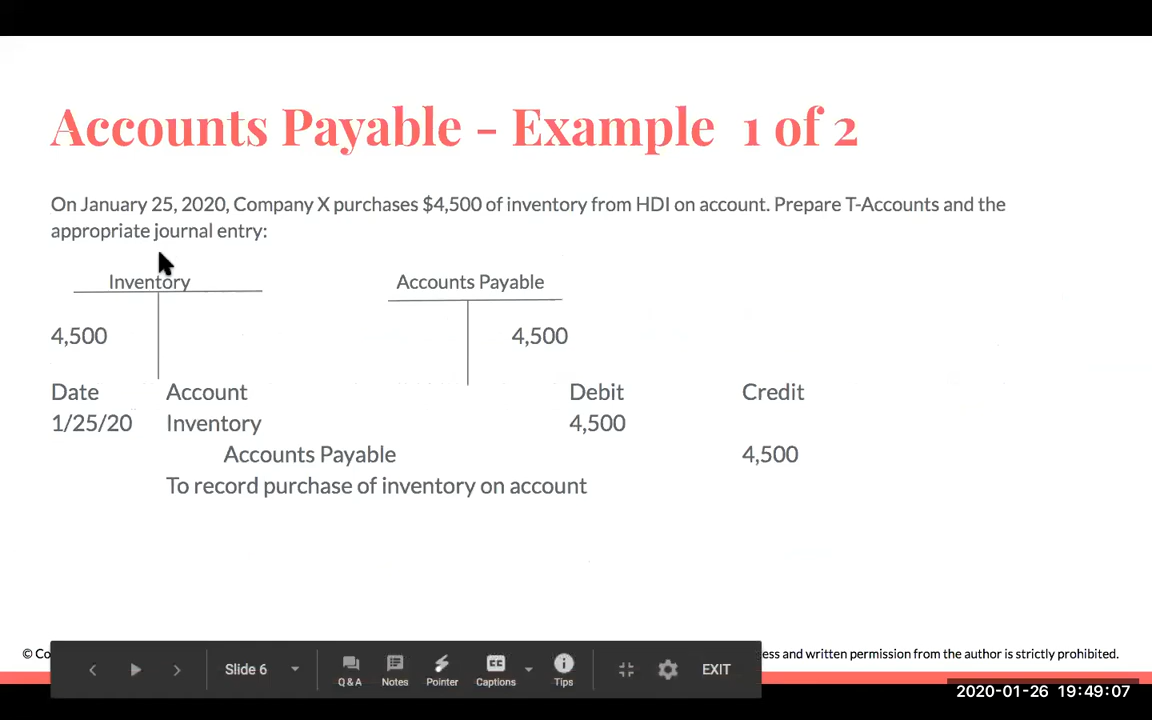 Accounts Payable - Example 1 of 2
On January 25, 2020, Company X purchases $4,500 of inventory from HDI on account. Prepare T-Accounts and the
appropriate journal entry:
Inventory Accounts Payable
4,500 4,500
Date Account Debit Credit
1/25/20 Inventory 4,500
Accounts Payable 4,500
To record purchase of inventory on account
© and written permission from the author is strictly prohibited.
Slide 6 Q & A Notes Pointer CC Captions Tips EXIT
2020-01-26 19:49:07